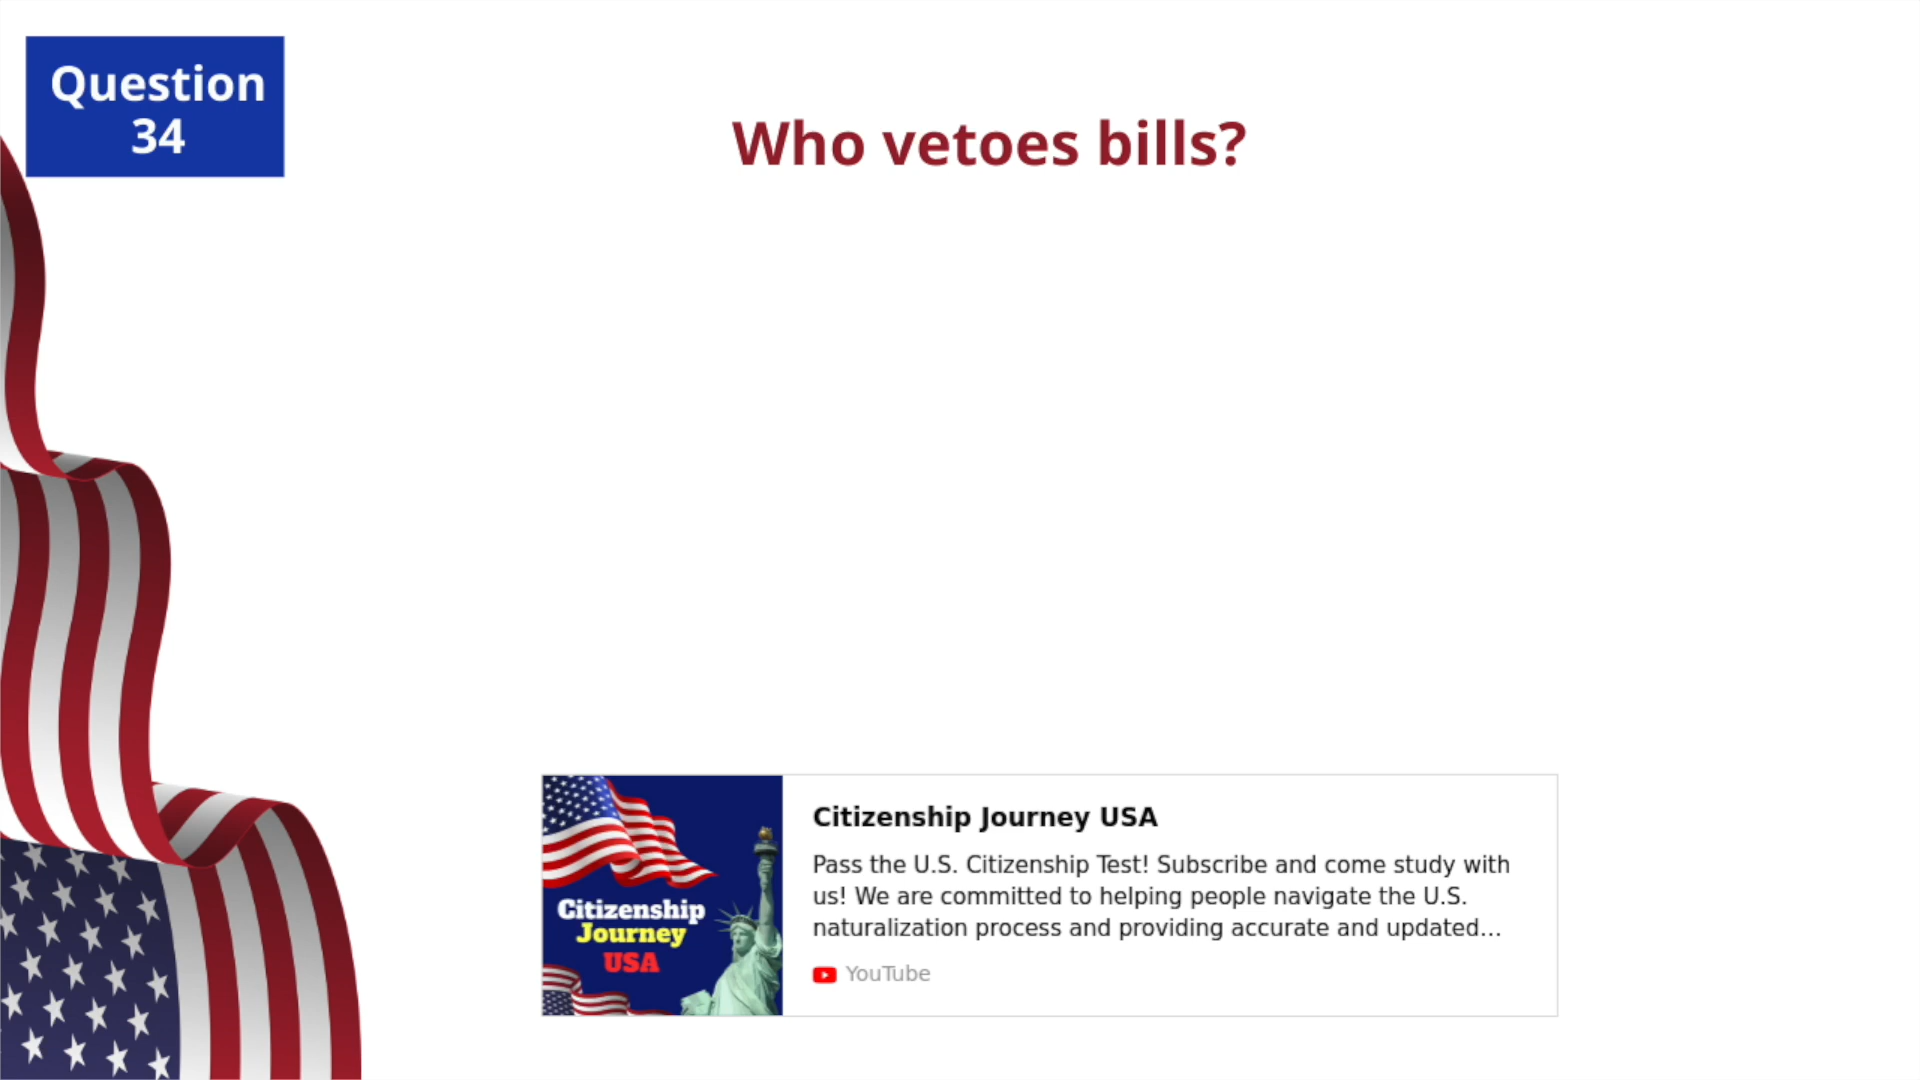 Question
34
Who vetoes bills?
Citizenship
Journey
USA
Citizenship Journey USA
Pass the U.S. Citizenship Test! Subscribe and come study with
us! We are committed to helping people navigate the U.S.
naturalization process and providing accurate and updated...
YouTube